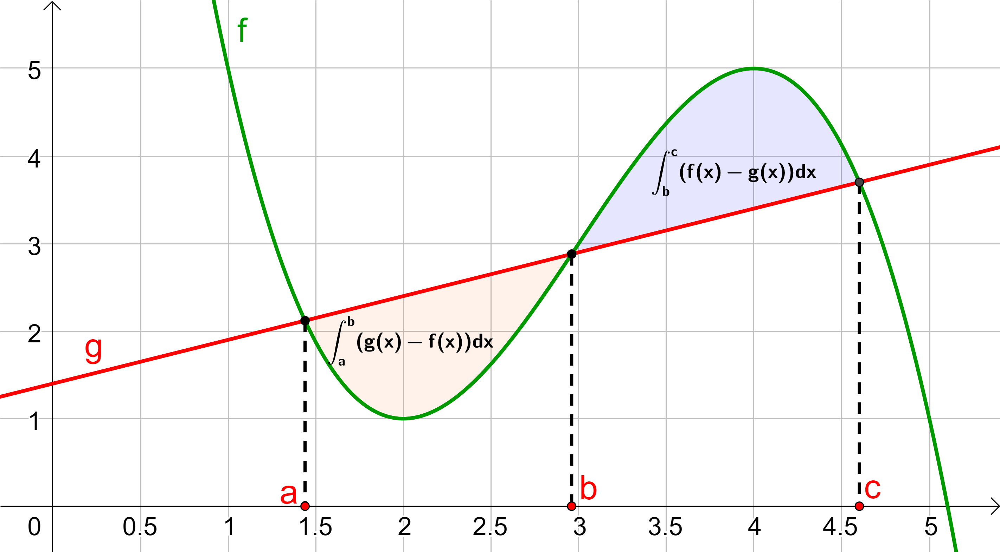 f
5
4
∫_b^c (f(x) − g(x))dx
3
2
g
∫_a^b (g(x) − f(x))dx
1
a b c
0 0.5 1 1.5 2 2.5 3 3.5 4 4.5 5